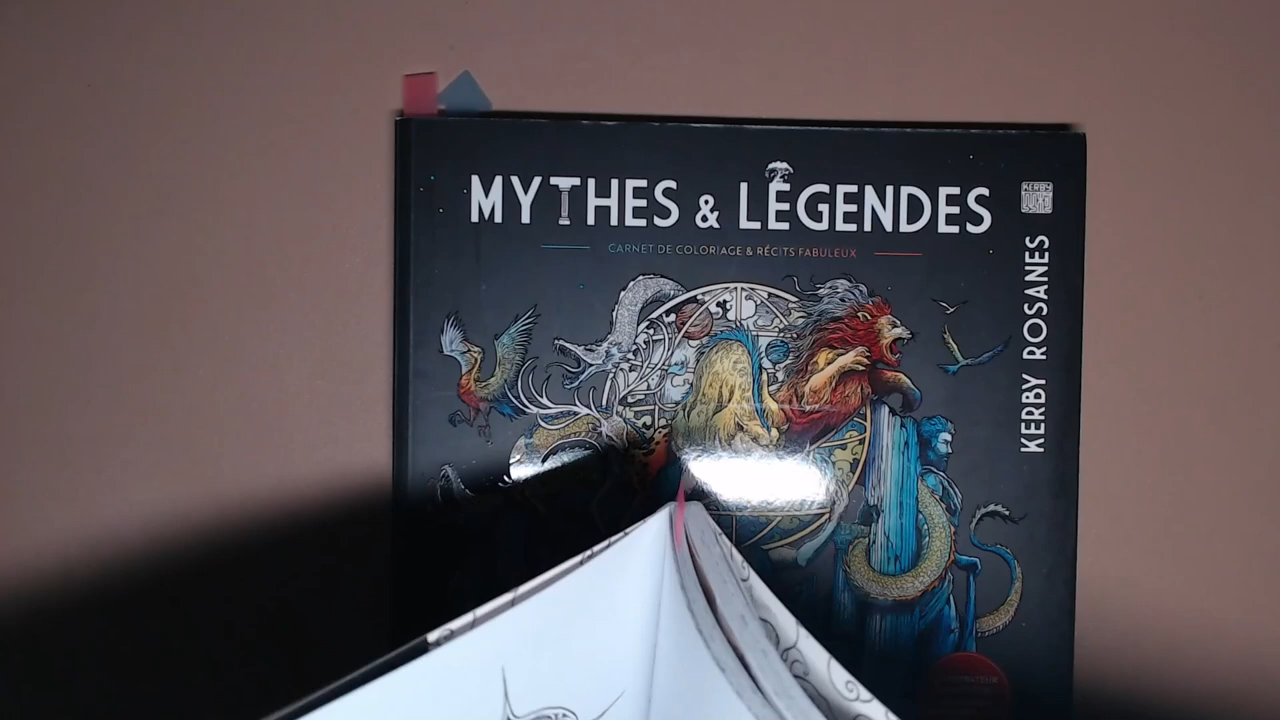 MYTHES & LÉGENDES
CARNET DE COLORIAGE & RÉCITS FABULEUX
KERBY ROSANES